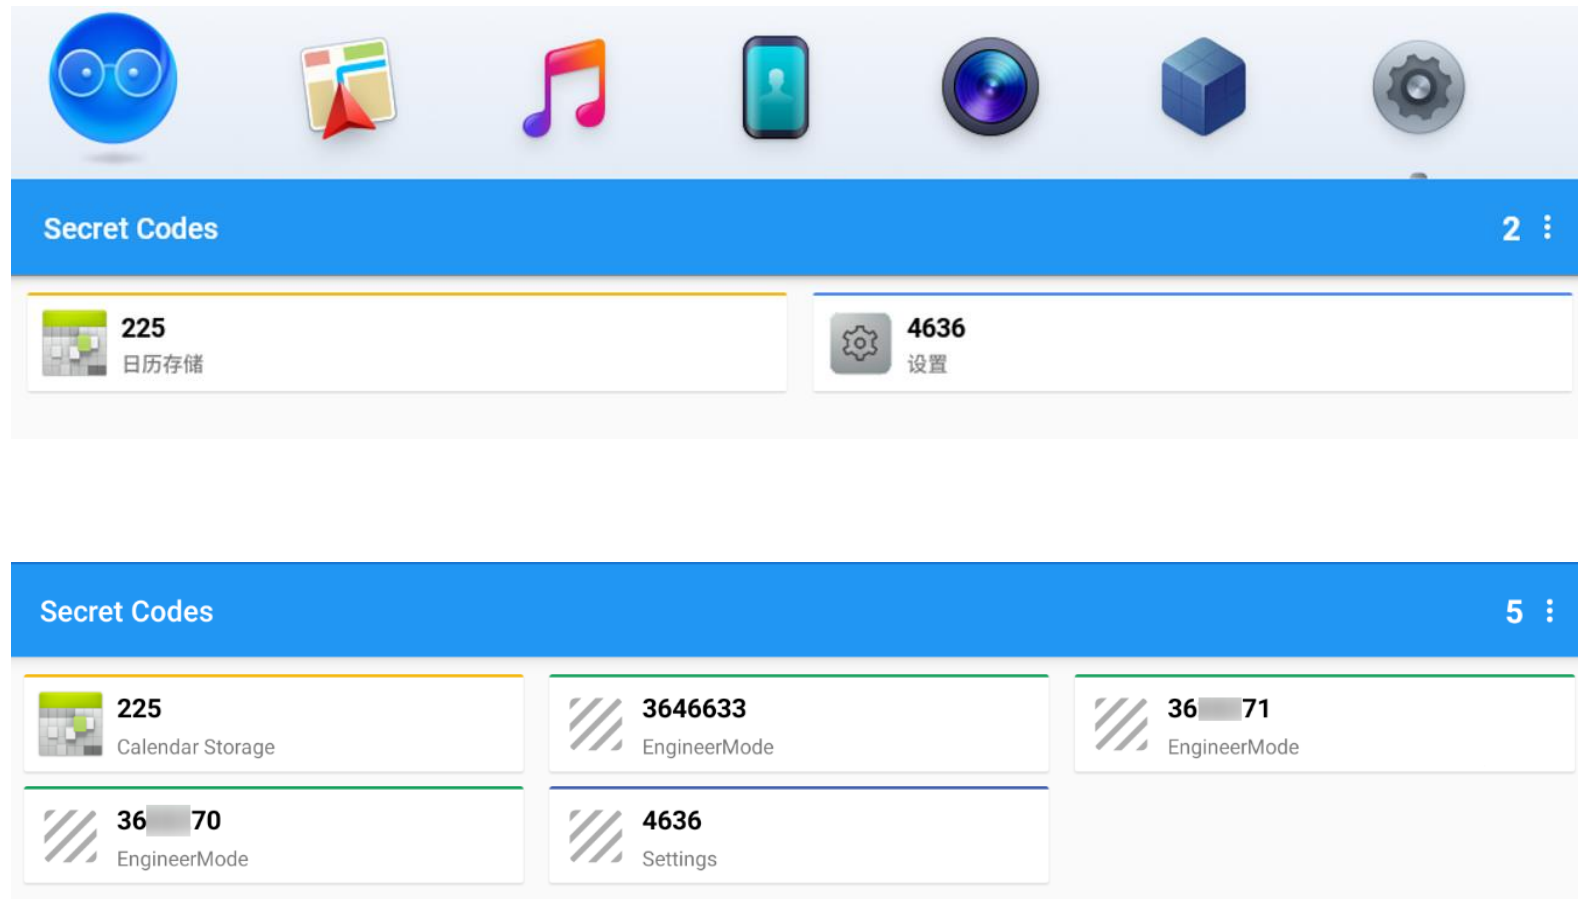 Secret Codes 2
225
日历存储
4636
设置
Secret Codes 5
225
Calendar Storage
3646633
EngineerMode
36 71
EngineerMode
36 70
EngineerMode
4636
Settings